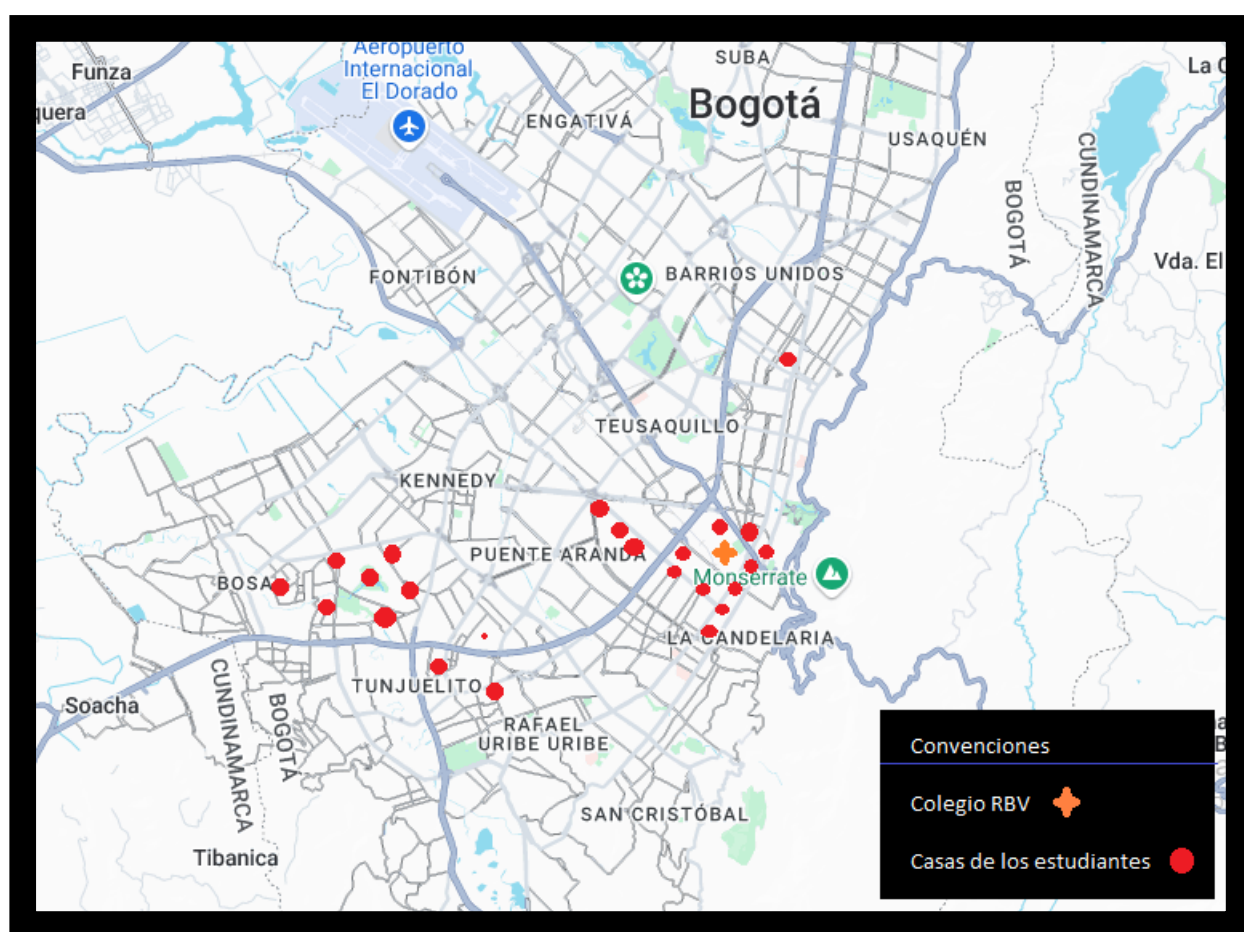 Aeropuerto
Internacional
El Dorado
Funza
quera
SUBA
La C
Bogotá
ENGATIVÁ
USAQUÉN
CUNDINAMARCA
BOGOTÁ
Vda. El
FONTIBÓN
BARRIOS UNIDOS
TEUSAQUILLO
KENNEDY
PUENTE ARANDA
BOSA
Monserrate
LA CANDELARIA
TUNJUELITO
Soacha
CUNDINAMARCA
BOGOTÁ
RAFAEL
URIBE URIBE
SAN CRISTÓBAL
Tibanica
Convenciones
Colegio RBV
Casas de los estudiantes